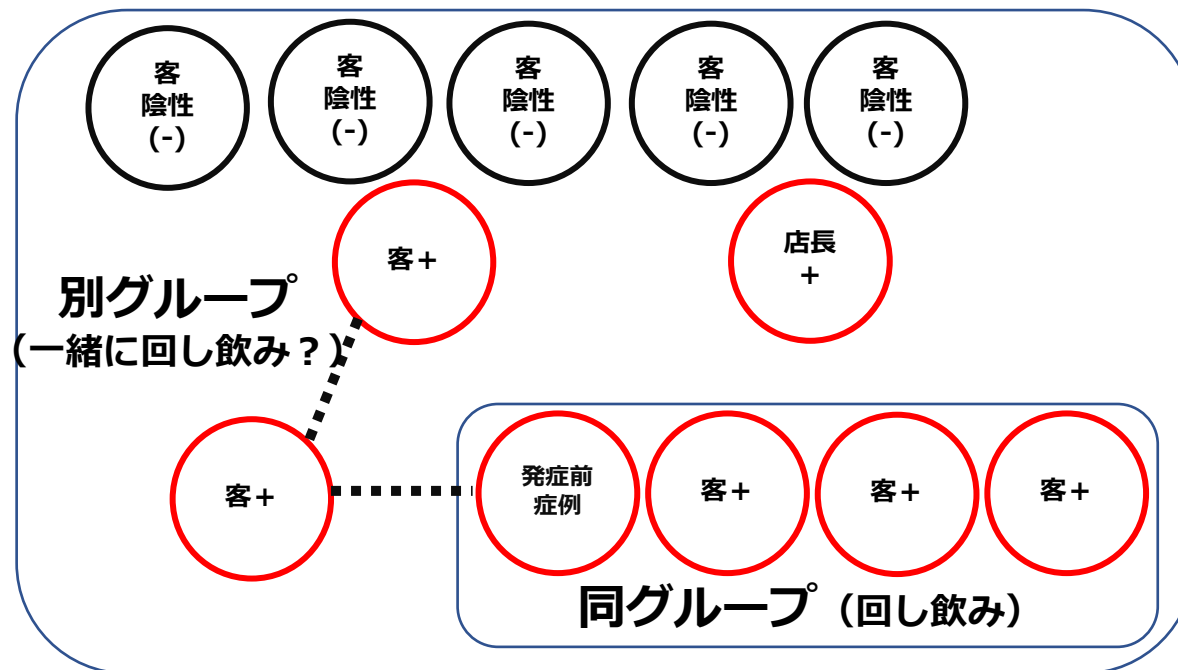 客
陰性
(-)
客
陰性
(-)
客
陰性
(-)
客
陰性
(-)
客
陰性
(-)
客+
店長
+
別グループ
(一緒に回し飲み?)
客+
発症前
症例
客+
客+
客+
同グループ(回し飲み)